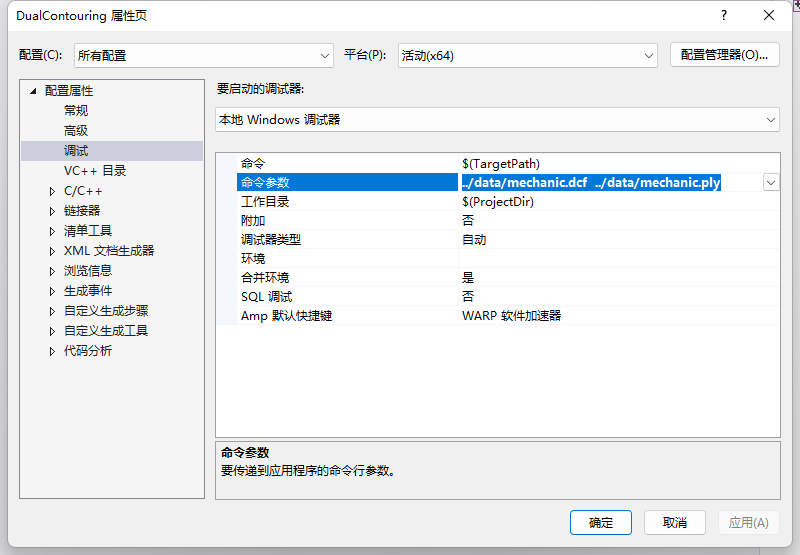 DualContouring 属性页
配置(C): 所有配置 平台(P): 活动(x64) 配置管理器(O)...
配置属性
常规
高级
调试
VC++ 目录
C/C++
链接器
清单工具
XML 文档生成器
浏览信息
生成事件
自定义生成步骤
自定义生成工具
代码分析
要启动的调试器:
本地 Windows 调试器
命令 $(TargetPath)
命令参数 ../data/mechanic.dcf ../data/mechanic.ply
工作目录 $(ProjectDir)
附加 否
调试器类型 自动
环境
合并环境 是
SQL 调试 否
Amp 默认快捷键 WARP 软件加速器
命令参数
要传递到应用程序的命令行参数。
确定 取消 应用(A)